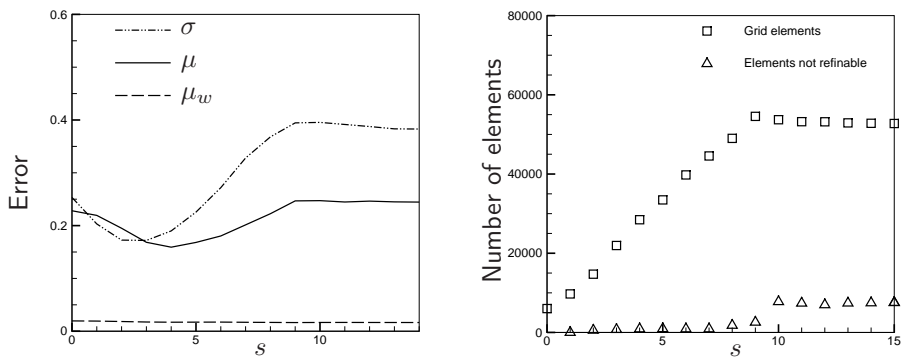 0.6
0.4
0.2
0
Error
σ
μ
μw
0
5
10
s
80000
60000
40000
20000
0
Number of elements
Grid elements
Elements not refinable
0
5
10
15
s